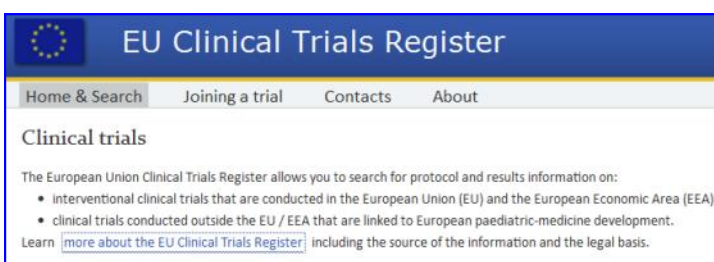 EU Clinical Trials Register
Home & Search Joining a trial Contacts About
Clinical trials
The European Union Clinical Trials Register allows you to search for protocol and results information on:
• interventional clinical trials that are conducted in the European Union (EU) and the European Economic Area (EEA)
• clinical trials conducted outside the EU / EEA that are linked to European paediatric-medicine development.
Learn more about the EU Clinical Trials Register including the source of the information and the legal basis.